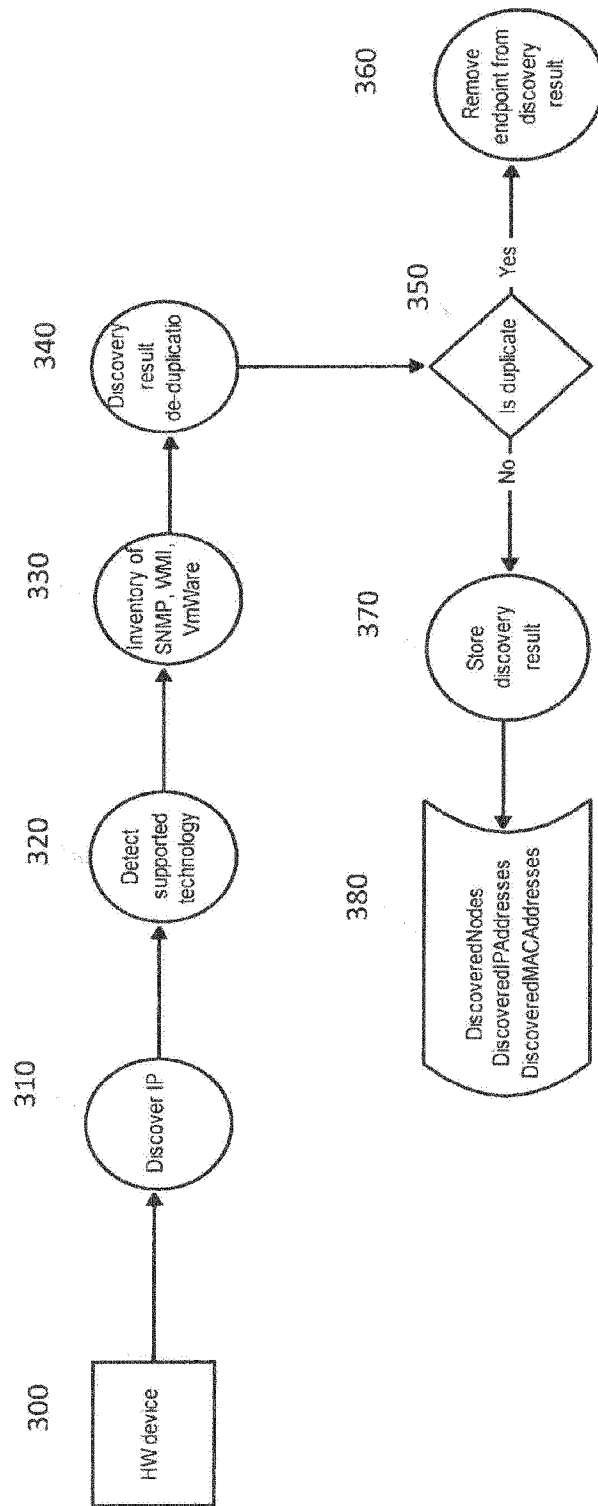 300
HW device
310
Discover IP
320
Detect
supported
technology
330
Inventory of
SNMP, WMI,
VmWare
340
Discovery
result
de-duplicatio
350
Is duplicate
Yes
No
360
Remove
endpoint from
discovery
result
370
Store
discovery
result
380
DiscoveredNodes
DiscoveredIPAddresses
DiscoveredMACAddresses